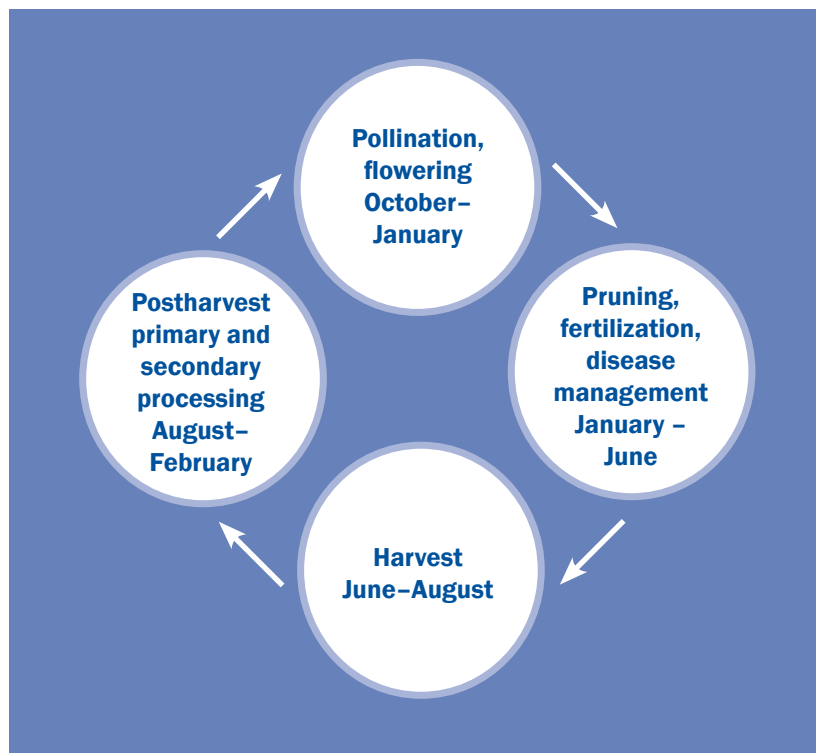 Pollination,
flowering
October–
January
Pruning,
fertilization,
disease
management
January –
June
Harvest
June–August
Postharvest
primary and
secondary
processing
August–
February